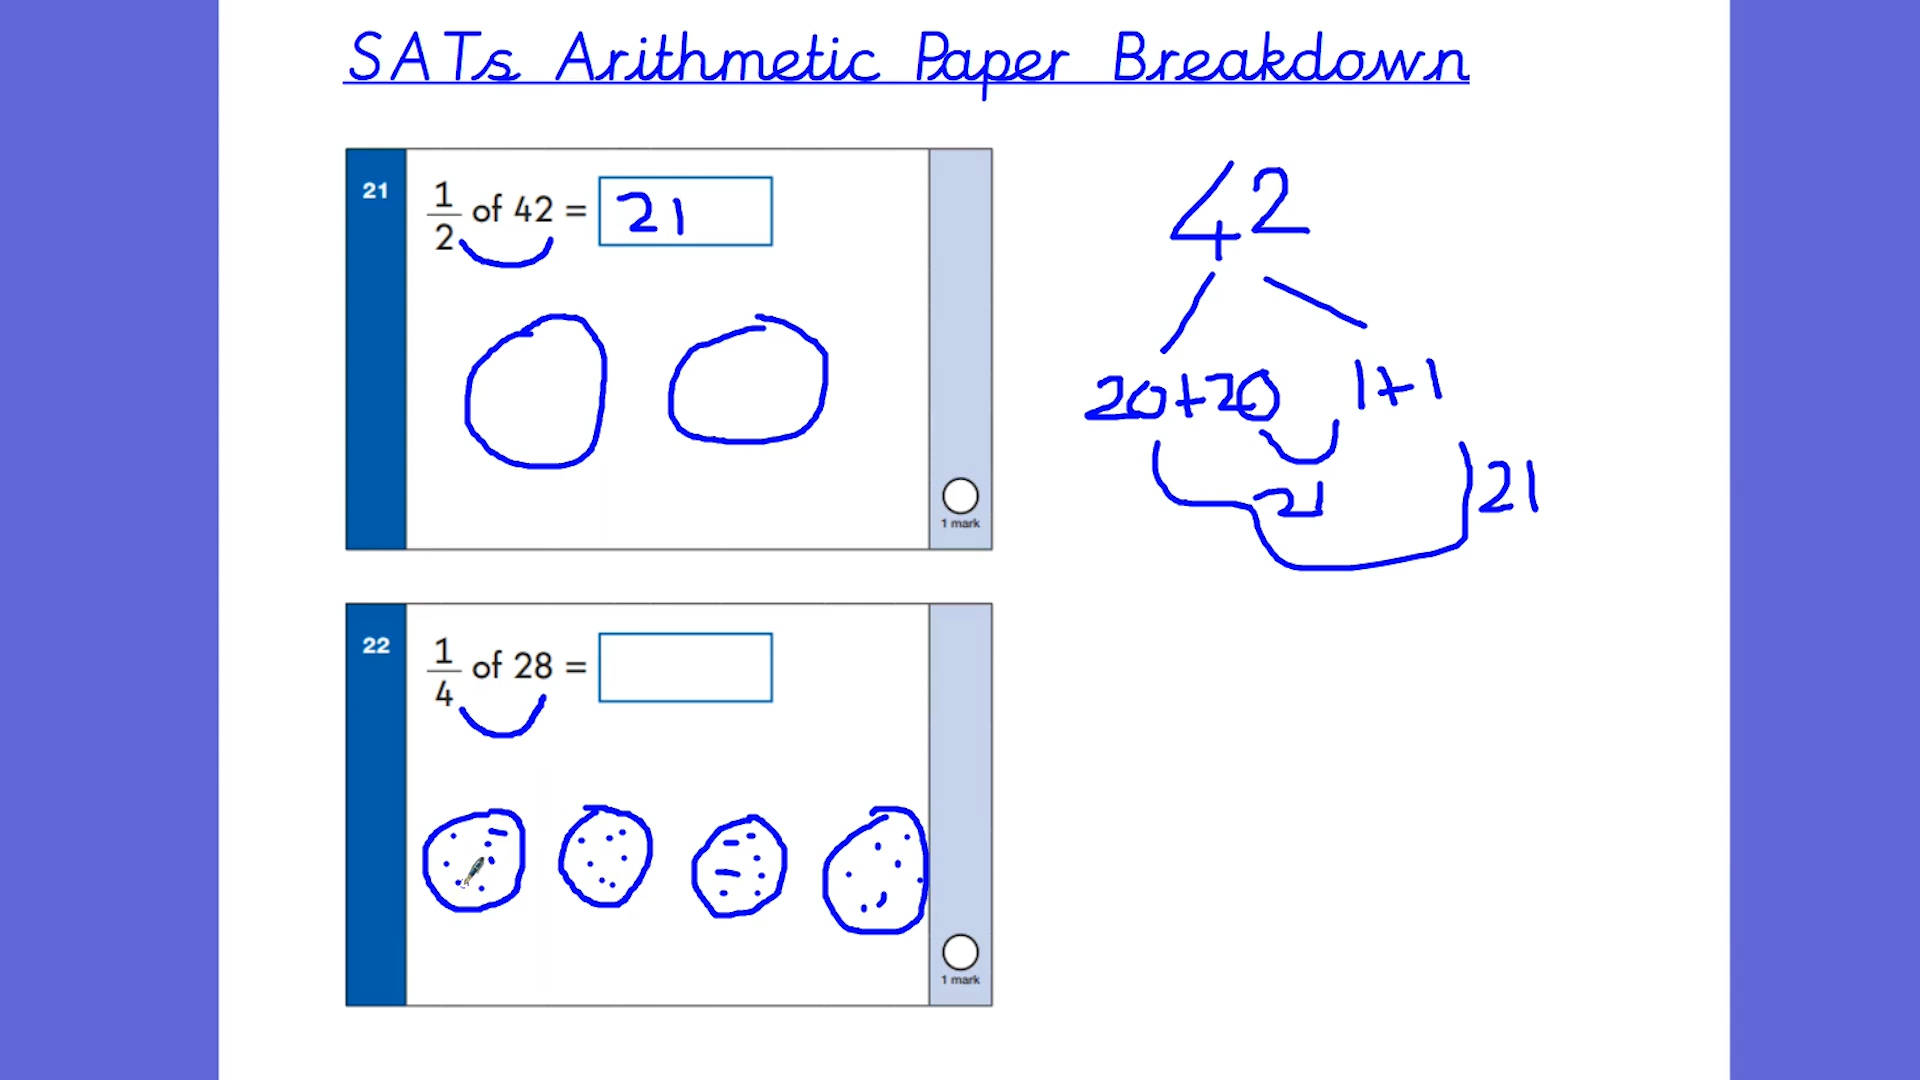 SATs Arithmetic Paper Breakdown
21
1/2 of 42 = 21
1 mark
42
20+20 1+1
21
21
22
1/4 of 28 =
1 mark